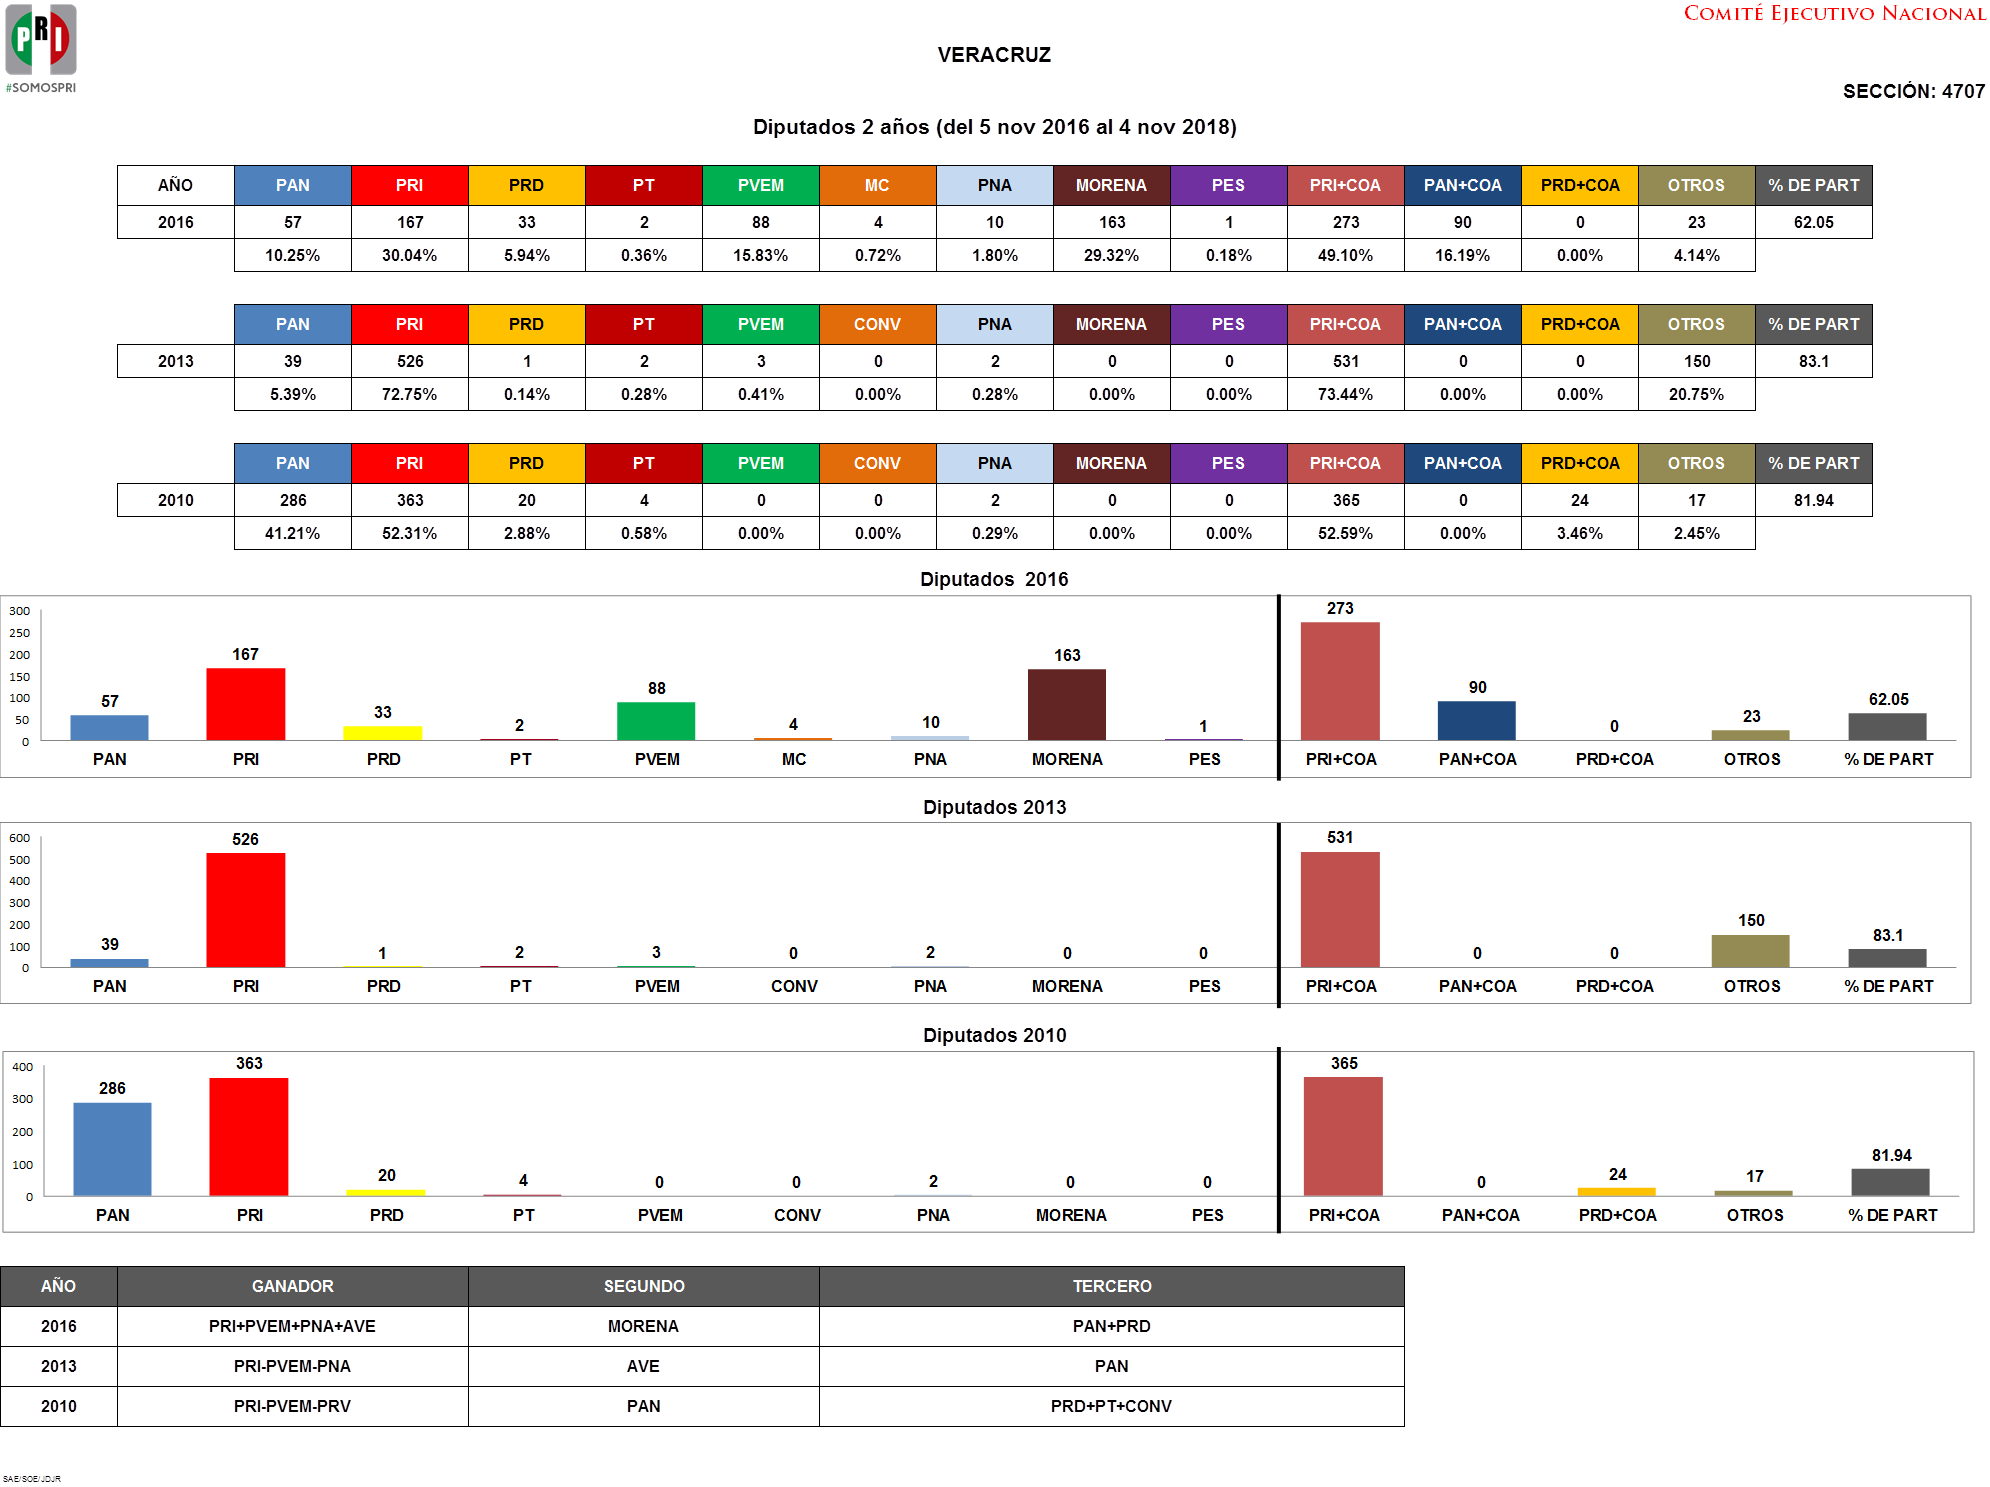 PRI
#SOMOSPRI
COMITÉ EJECUTIVO NACIONAL
VERACRUZ
SECCIÓN: 4707
Diputados 2 años (del 5 nov 2016 al 4 nov 2018)
AÑO PAN PRI PRD PT PVEM MC PNA MORENA PES PRI+COA PAN+COA PRD+COA OTROS % DE PART
2016 57 167 33 2 88 4 10 163 1 273 90 0 23 62.05
10.25% 30.04% 5.94% 0.36% 15.83% 0.72% 1.80% 29.32% 0.18% 49.10% 16.19% 0.00% 4.14%
PAN PRI PRD PT PVEM CONV PNA MORENA PES PRI+COA PAN+COA PRD+COA OTROS % DE PART
2013 39 526 1 2 3 0 2 0 0 531 0 0 150 83.1
5.39% 72.75% 0.14% 0.28% 0.41% 0.00% 0.28% 0.00% 0.00% 73.44% 0.00% 0.00% 20.75%
PAN PRI PRD PT PVEM CONV PNA MORENA PES PRI+COA PAN+COA PRD+COA OTROS % DE PART
2010 286 363 20 4 0 0 2 0 0 365 0 24 17 81.94
41.21% 52.31% 2.88% 0.58% 0.00% 0.00% 0.29% 0.00% 0.00% 52.59% 0.00% 3.46% 2.45%
Diputados 2016
300
250
200
150
100
50
0
57 167 33 2 88 4 10 163 1 273 90 0 23 62.05
PAN PRI PRD PT PVEM MC PNA MORENA PES PRI+COA PAN+COA PRD+COA OTROS % DE PART
Diputados 2013
600
500
400
300
200
100
0
39 526 1 2 3 0 2 0 0 531 0 0 150 83.1
PAN PRI PRD PT PVEM CONV PNA MORENA PES PRI+COA PAN+COA PRD+COA OTROS % DE PART
Diputados 2010
400
300
200
100
0
286 363 20 4 0 0 2 0 0 365 0 24 17 81.94
PAN PRI PRD PT PVEM CONV PNA MORENA PES PRI+COA PAN+COA PRD+COA OTROS % DE PART
AÑO GANADOR SEGUNDO TERCERO
2016 PRI+PVEM+PNA+AVE MORENA PAN+PRD
2013 PRI-PVEM-PNA AVE PAN
2010 PRI-PVEM-PRV PAN PRD+PT+CONV
SAE/SOE/JDJR